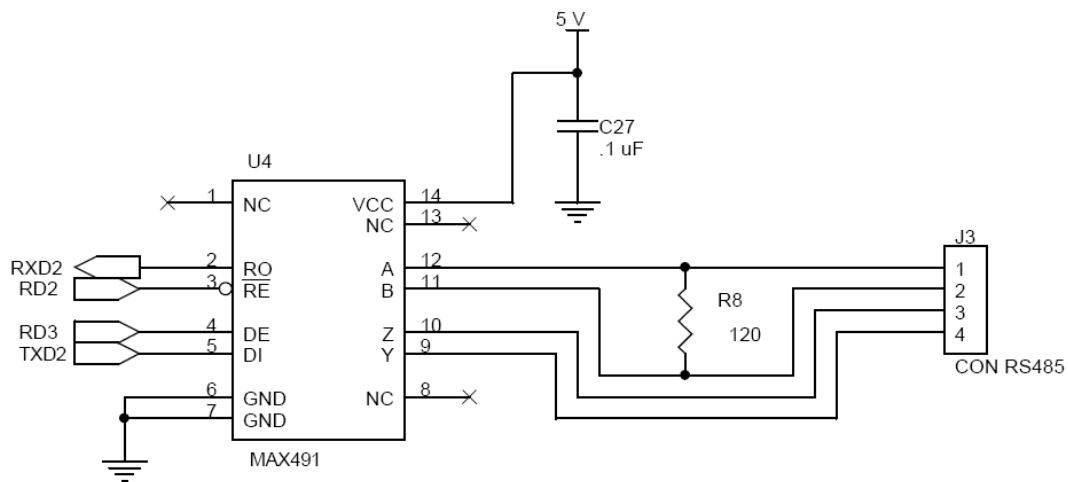 5 V
C27
.1 uF
U4
1 NC
VCC 14
NC 13
J3
RXD2 2 RO
A 12
1
RD2 3 RE
B 11
2
R8
120
RD3 4 DE
Z 10
3
TXD2 5 DI
Y 9
4
CON RS485
6 GND
NC 8
7 GND
MAX491